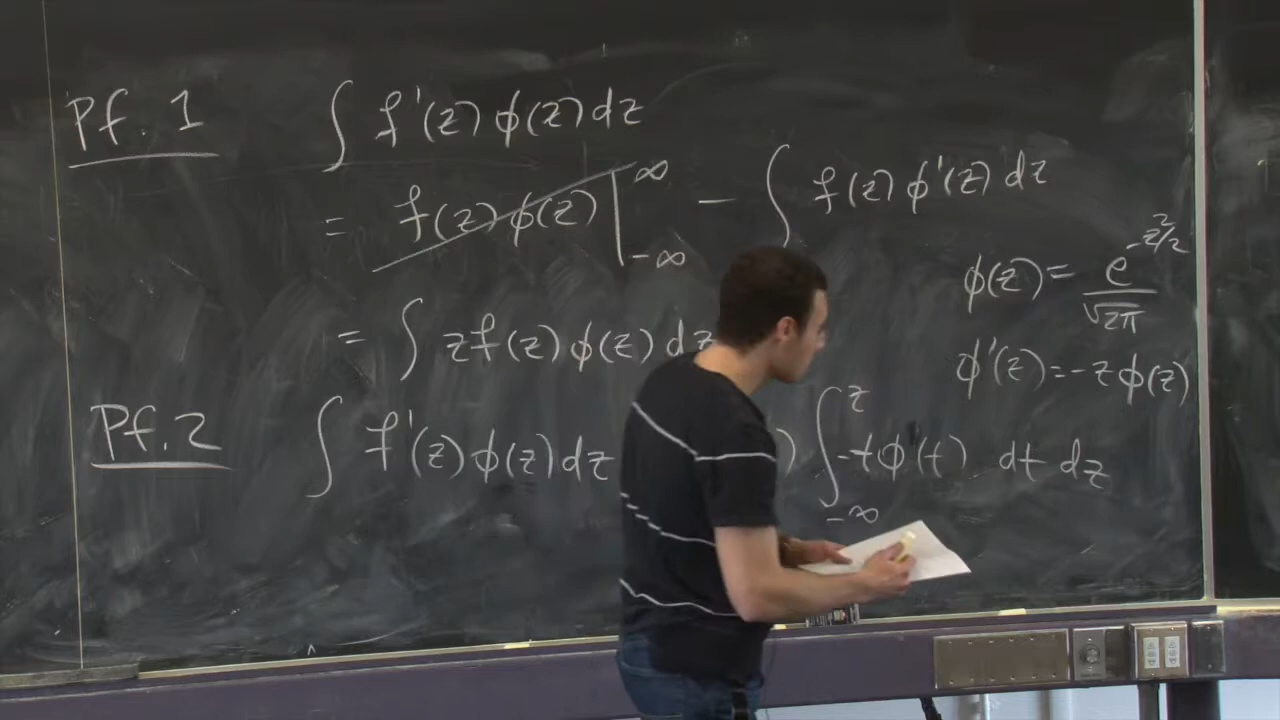 Pf. 1 ∫ f'(z) φ(z) dz
= f(z) φ(z) |_{-∞}^{∞} - ∫ f(z) φ'(z) dz
φ(z) = e^{-z²/2} / √2π
= ∫ z f(z) φ(z) dz
φ'(z) = -z φ(z)
Pf. 2 ∫ f'(z) φ(z) dz ) ∫_{-∞}^{z} -t φ'(t) dt dz